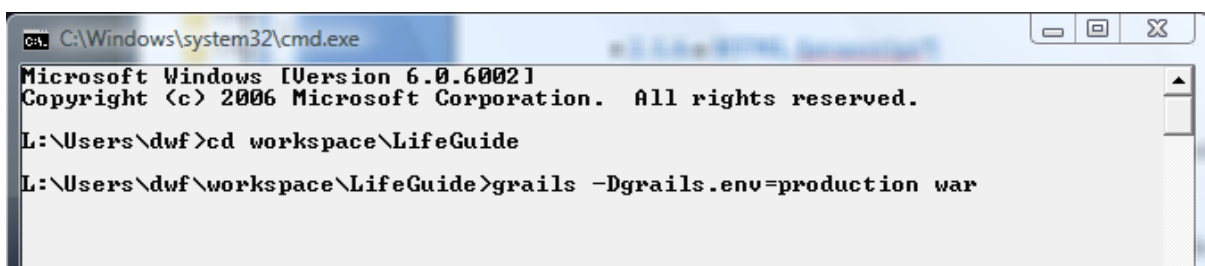 C:\Windows\system32\cmd.exe
Microsoft Windows [Version 6.0.6002]
Copyright (c) 2006 Microsoft Corporation.  All rights reserved.
L:\Users\dwf>cd workspace\LifeGuide
L:\Users\dwf\workspace\LifeGuide>grails -Dgrails.env=production war